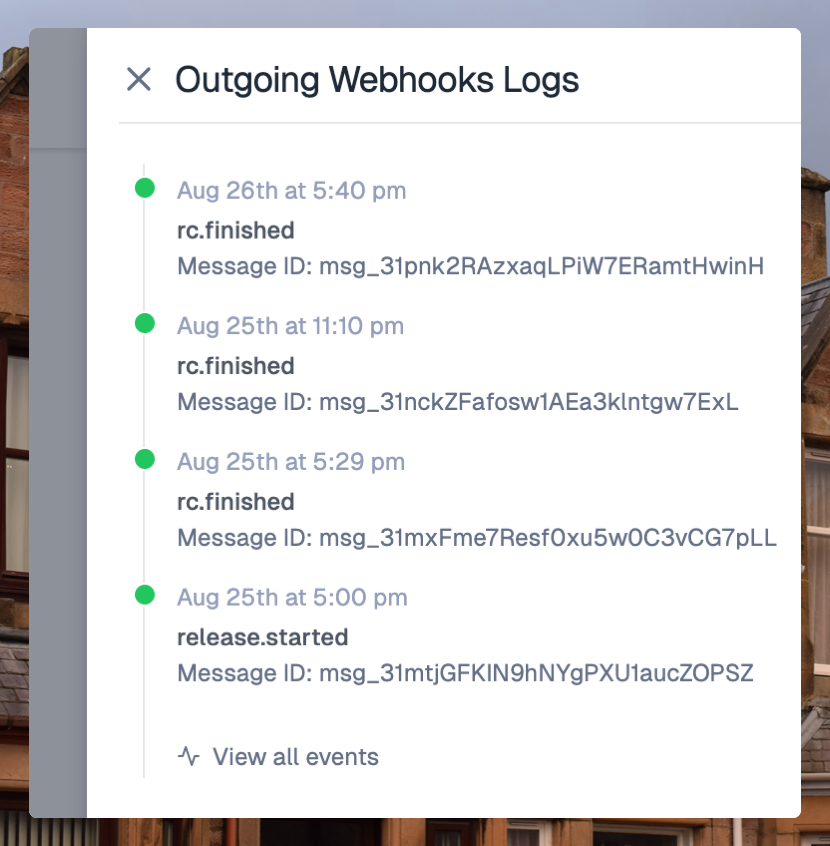 Outgoing Webhooks Logs
Aug 26th at 5:40 pm
rc.finished
Message ID: msg_31pnk2RAzxaqLPiW7ERamtHwinH
Aug 25th at 11:10 pm
rc.finished
Message ID: msg_31nckZFafosw1AEa3klntgw7ExL
Aug 25th at 5:29 pm
rc.finished
Message ID: msg_31mxFme7Resf0xu5w0C3vCG7pLL
Aug 25th at 5:00 pm
release.started
Message ID: msg_31mtjGFKIN9hNYgPXU1aucZOPSZ
View all events